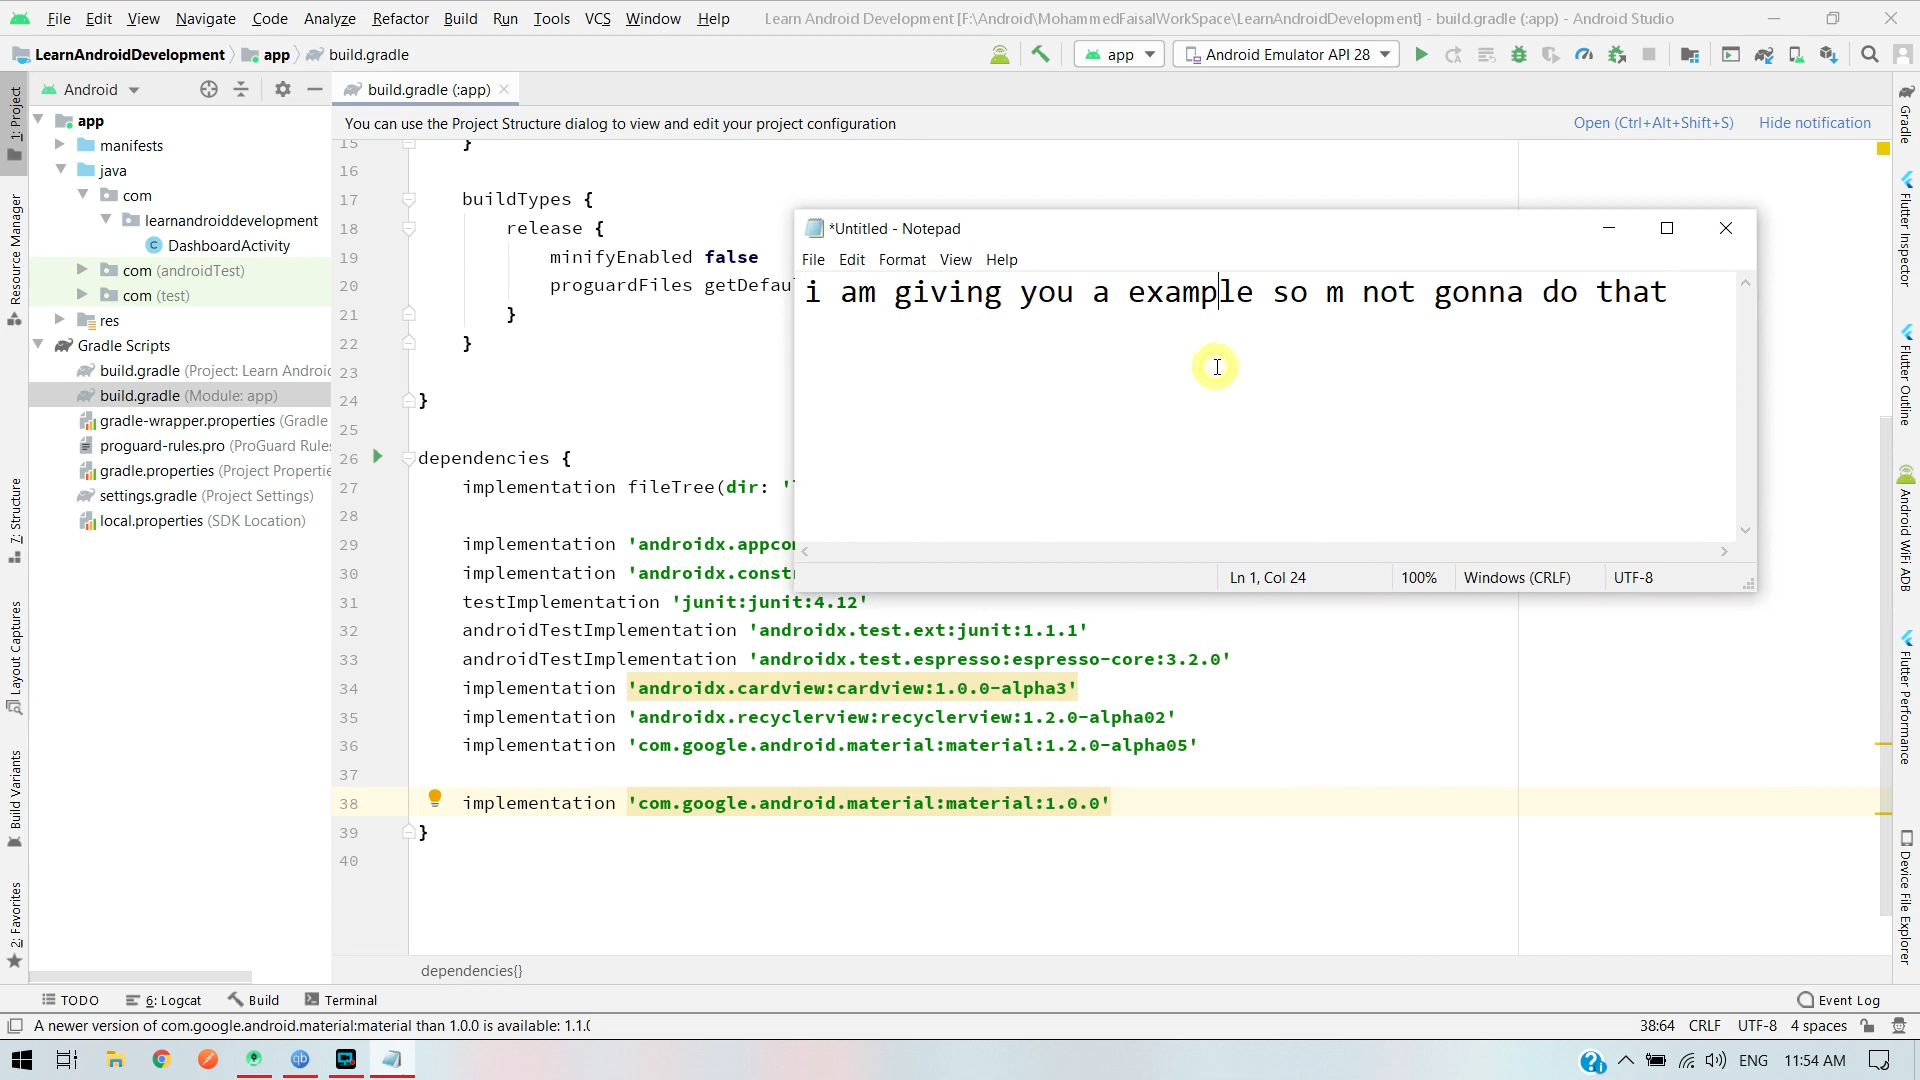 File Edit View Navigate Code Analyze Refactor Build Run Tools VCS Window Help Learn Android Development [F:\Android\MohammedFaisalWorkSpace\LearnAndroidDevelopment] - build.gradle (:app) - Android Studio
LearnAndroidDevelopment app build.gradle app Android Emulator API 28
Android build.gradle (:app)
You can use the Project Structure dialog to view and edit your project configuration Open (Ctrl+Alt+Shift+S) Hide notification
app
manifests
java
com
learnandroiddevelopment
DashboardActivity
com (androidTest)
com (test)
res
Gradle Scripts
build.gradle (Project: Learn Androic
build.gradle (Module: app)
gradle-wrapper.properties (Gradle
proguard-rules.pro (ProGuard Rules
gradle.properties (Project Propertie
settings.gradle (Project Settings)
local.properties (SDK Location)
1: Project
Resource Manager
7: Structure
Layout Captures
Build Variants
2: Favorites
15 }
16
17 buildTypes {
18 release {
19 minifyEnabled false
20 proguardFiles getDefau
21 }
22 }
23
24 }
25
26 dependencies {
27 implementation fileTree(dir: '
28
29 implementation 'androidx.appco
30 implementation 'androidx.const
31 testImplementation 'junit:junit:4.12'
32 androidTestImplementation 'androidx.test.ext:junit:1.1.1'
33 androidTestImplementation 'androidx.test.espresso:espresso-core:3.2.0'
34 implementation 'androidx.cardview:cardview:1.0.0-alpha3'
35 implementation 'androidx.recyclerview:recyclerview:1.2.0-alpha02'
36 implementation 'com.google.android.material:material:1.2.0-alpha05'
37
38 implementation 'com.google.android.material:material:1.0.0'
39 }
40
dependencies{}
*Untitled - Notepad
File Edit Format View Help
i am giving you a example so m not gonna do that
Ln 1, Col 24 100% Windows (CRLF) UTF-8
Gradle
Flutter Inspector
Flutter Outline
Android WiFi ADB
Flutter Performance
Device File Explorer
TODO 6: Logcat Build Terminal Event Log
A newer version of com.google.android.material:material than 1.0.0 is available: 1.1.( 38:64 CRLF UTF-8 4 spaces
qb ENG 11:54 AM